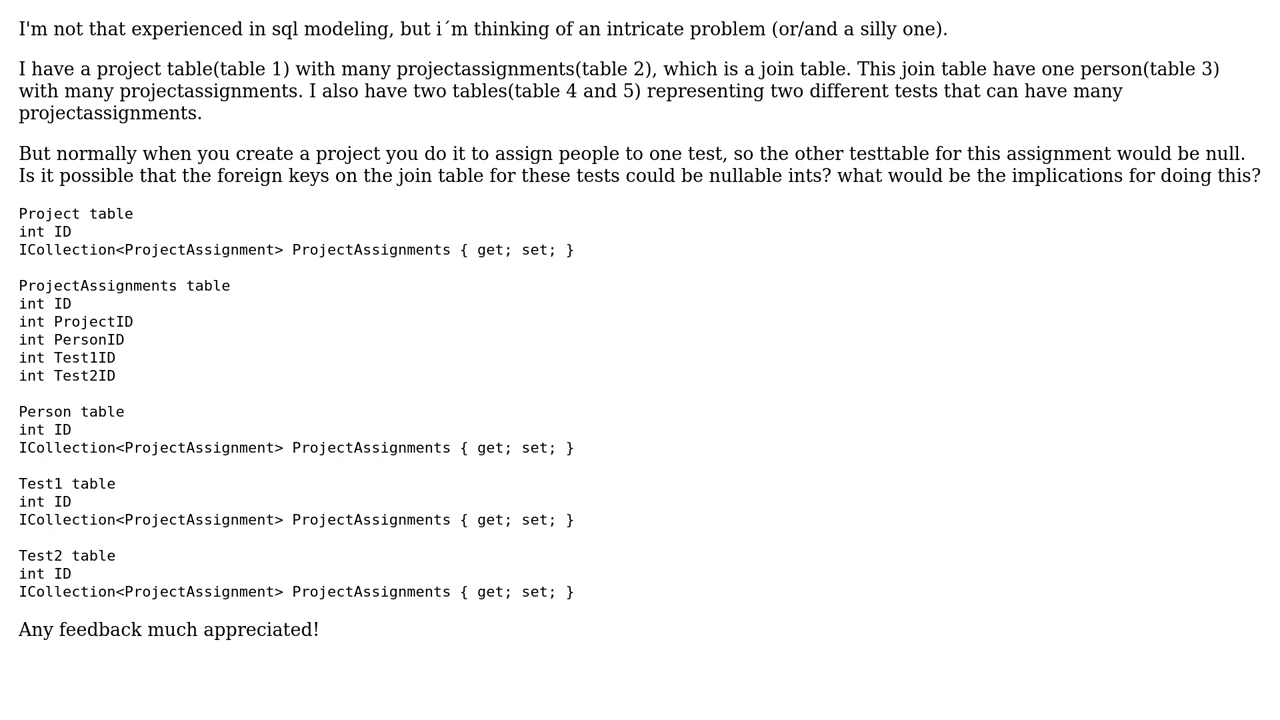 I'm not that experienced in sql modeling, but i´m thinking of an intricate problem (or/and a silly one).
I have a project table(table 1) with many projectassignments(table 2), which is a join table. This join table have one person(table 3)
with many projectassignments. I also have two tables(table 4 and 5) representing two different tests that can have many
projectassignments.
But normally when you create a project you do it to assign people to one test, so the other testtable for this assignment would be null.
Is it possible that the foreign keys on the join table for these tests could be nullable ints? what would be the implications for doing this?
Project table
int ID
ICollection<ProjectAssignment> ProjectAssignments { get; set; }
ProjectAssignments table
int ID
int ProjectID
int PersonID
int Test1ID
int Test2ID
Person table
int ID
ICollection<ProjectAssignment> ProjectAssignments { get; set; }
Test1 table
int ID
ICollection<ProjectAssignment> ProjectAssignments { get; set; }
Test2 table
int ID
ICollection<ProjectAssignment> ProjectAssignments { get; set; }
Any feedback much appreciated!